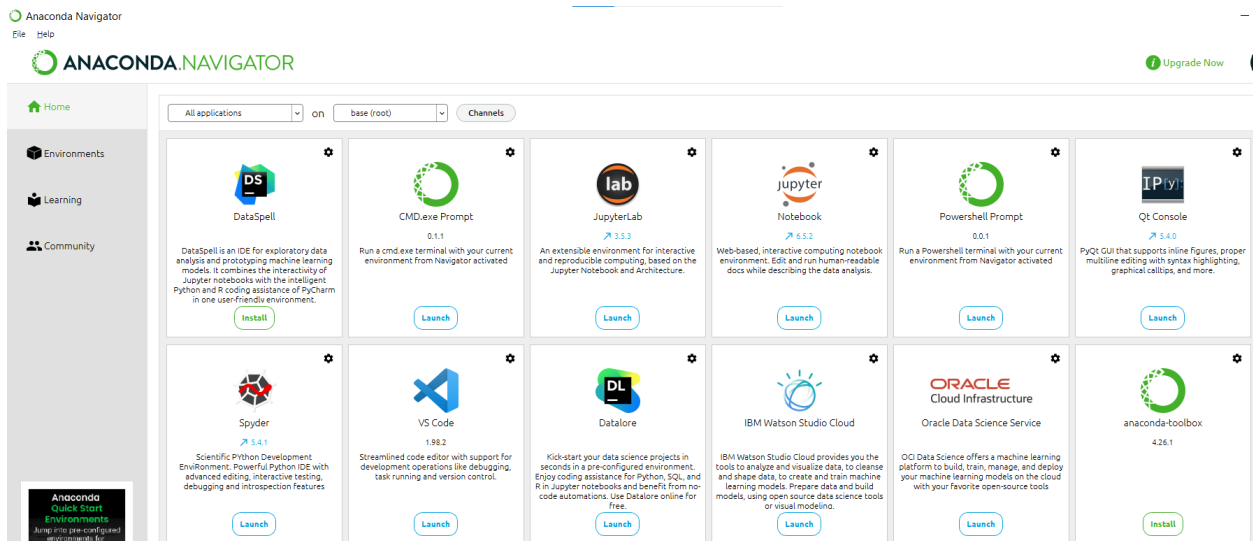 Anaconda Navigator
File Help
ANACONDA.NAVIGATOR
Upgrade Now
Home
Environments
Learning
Community
All applications on base (root) Channels
DS
DataSpell
DataSpell is an IDE for exploratory data
analysis and prototyping machine learning
models. It combines the interactivity of
Jupyter notebooks with the intelligent
Python and R coding assistance of PyCharm
in one user-friendly environment.
Install
CMD.exe Prompt
0.1.1
Run a cmd.exe terminal with your current
environment from Navigator activated
Launch
lab
JupyterLab
3.5.3
An extensible environment for interactive
and reproducible computing, based on the
Jupyter Notebook and Architecture.
Launch
jupyter
Notebook
6.5.2
Web-based, interactive computing notebook
environment. Edit and run human-readable
docs while describing the data analysis.
Launch
Powershell Prompt
0.0.1
Run a Powershell terminal with your current
environment from Navigator activated
Launch
IP[y]:
Qt Console
5.4.0
PyQt GUI that supports inline figures, proper
multiline editing with syntax highlighting,
graphical calltips, and more.
Launch
Spyder
5.4.1
Scientific PYthon Development
EnviRonment. Powerful Python IDE with
advanced editing, interactive testing,
debugging and introspection features
Launch
VS Code
1.98.2
Streamlined code editor with support for
development operations like debugging,
task running and version control.
Launch
DL
Datalore
Kick-start your data science projects in
seconds in a pre-configured environment.
Enjoy coding assistance for Python, SQL, and
R in Jupyter notebooks and benefit from no-
code automations. Use Datalore online for
free.
Launch
IBM Watson Studio Cloud
IBM Watson Studio Cloud provides you the
tools to analyze and visualize data, to cleanse
and shape data, to create and train machine
learning models. Prepare data and build
models, using open source data science tools
or visual modeling.
Launch
ORACLE
Cloud Infrastructure
Oracle Data Science Service
OCI Data Science offers a machine learning
platform to build, train, manage, and deploy
your machine learning models on the cloud
with your favorite open-source tools
Launch
anaconda-toolbox
4.26.1
Install
Anaconda
Quick Start
Environments
Jump into pre-configured
environments for